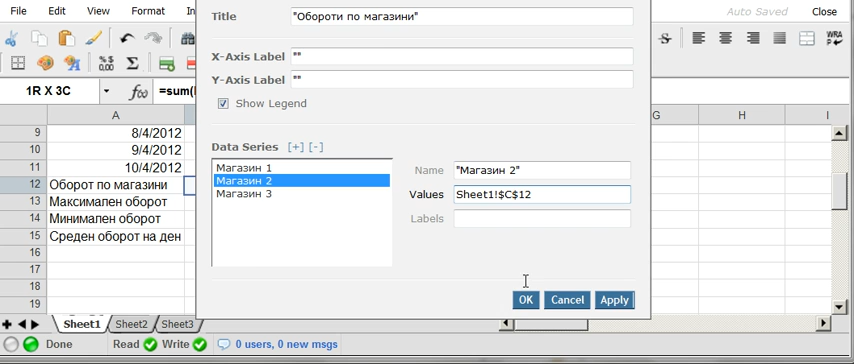 File View Format
Auto Saved Close
Title "Обороти по магазини"
X-Axis Label ""
Y-Axis Label ""
Show Legend
1R X 3C =sum(
A G H I
Data Series [+] [-]
Магазин 1
Магазин 2
Магазин 3
Name "Магазин 2"
Values Sheet1!$C$12
Labels
9 8/4/2012
10 9/4/2012
11 10/4/2012
12 Оборот по магазини
13 Максимален оборот
14 Минимален оборот
15 Среден оборот на ден
16
17
18
19
OK Cancel Apply
Sheet1 Sheet2 Sheet3
Done Read Write 0 users, 0 new msgs